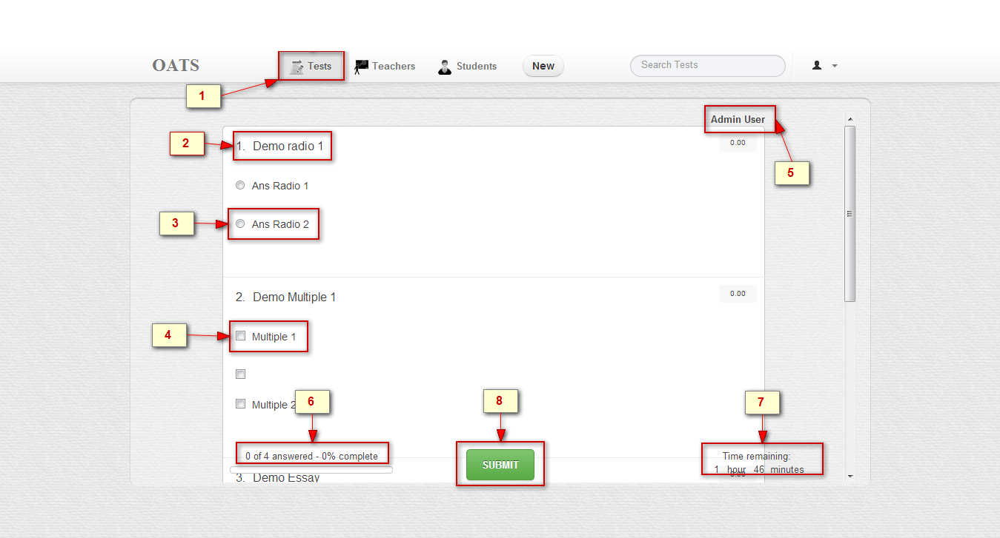 OATS
Tests
Teachers
Students
New
Search Tests
1
Admin User
2
1. Demo radio 1
0.00
5
Ans Radio 1
3
Ans Radio 2
2. Demo Multiple 1
0.00
4
Multiple 1
Multiple 2
6
8
7
0 of 4 answered - 0% complete
SUBMIT
Time remaining:
1 hour 46 minutes
3. Demo Essay
0.00